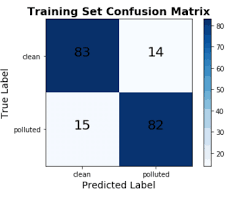 Training Set Confusion Matrix
True Label
clean
83
14
polluted
15
82
clean
polluted
Predicted Label
80
70
60
50
40
30
20